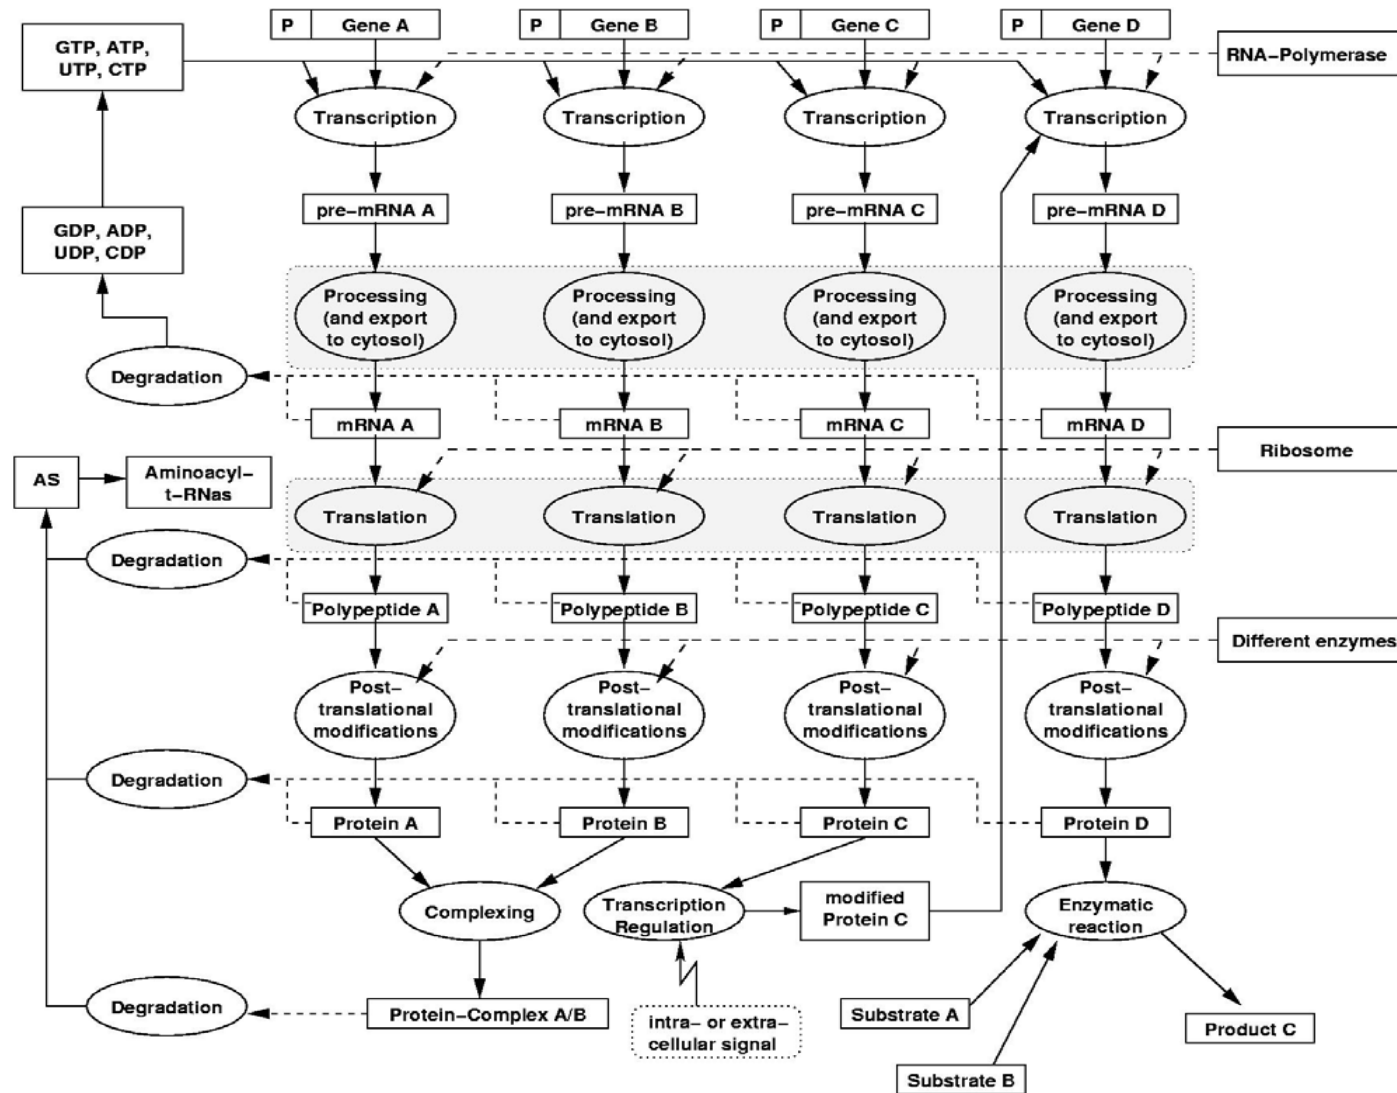 P Gene A P Gene B P Gene C P Gene D
GTP, ATP,
UTP, CTP
RNA-Polymerase
Transcription Transcription Transcription Transcription
pre-mRNA A pre-mRNA B pre-mRNA C pre-mRNA D
GDP, ADP,
UDP, CDP
Processing
(and export
to cytosol)
Processing
(and export
to cytosol)
Processing
(and export
to cytosol)
Processing
(and export
to cytosol)
Degradation
mRNA A mRNA B mRNA C mRNA D
Ribosome
AS
Aminoacyl-
t-RNas
Translation Translation Translation Translation
Degradation
Polypeptide A Polypeptide B Polypeptide C Polypeptide D
Different enzymes
Post-
translational
modifications
Post-
translational
modifications
Post-
translational
modifications
Post-
translational
modifications
Degradation
Protein A Protein B Protein C Protein D
Complexing
Transcription
Regulation
modified
Protein C
Enzymatic
reaction
Degradation
Protein-Complex A/B
intra- or extra-
cellular signal
Substrate A
Product C
Substrate B